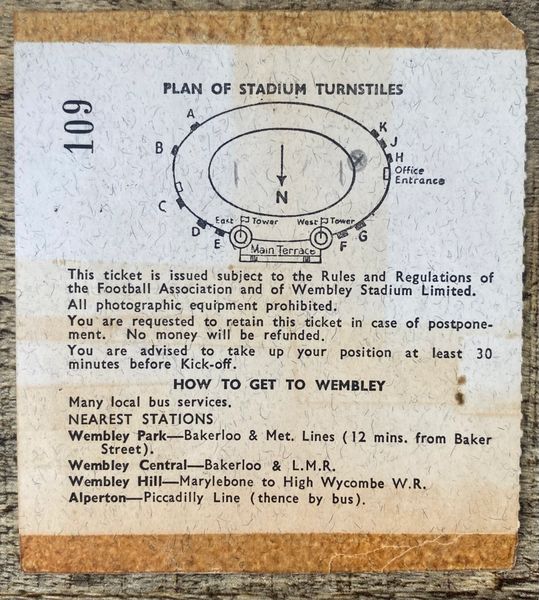 PLAN OF STADIUM TURNSTILES
109
A
B
C
D
E
K
J
H
Office
Entrance
N
East Tower
West Tower
Main Terrace
F
G
This ticket is issued subject to the Rules and Regulations of
the Football Association and of Wembley Stadium Limited.
All photographic equipment prohibited.
You are requested to retain this ticket in case of postpone-
ment. No money will be refunded.
You are advised to take up your position at least 30
minutes before Kick-off.
HOW TO GET TO WEMBLEY
Many local bus services.
NEAREST STATIONS
Wembley Park—Bakerloo & Met. Lines (12 mins. from Baker
Street).
Wembley Central—Bakerloo & L.M.R.
Wembley Hill—Marylebone to High Wycombe W.R.
Alperton—Piccadilly Line (thence by bus).